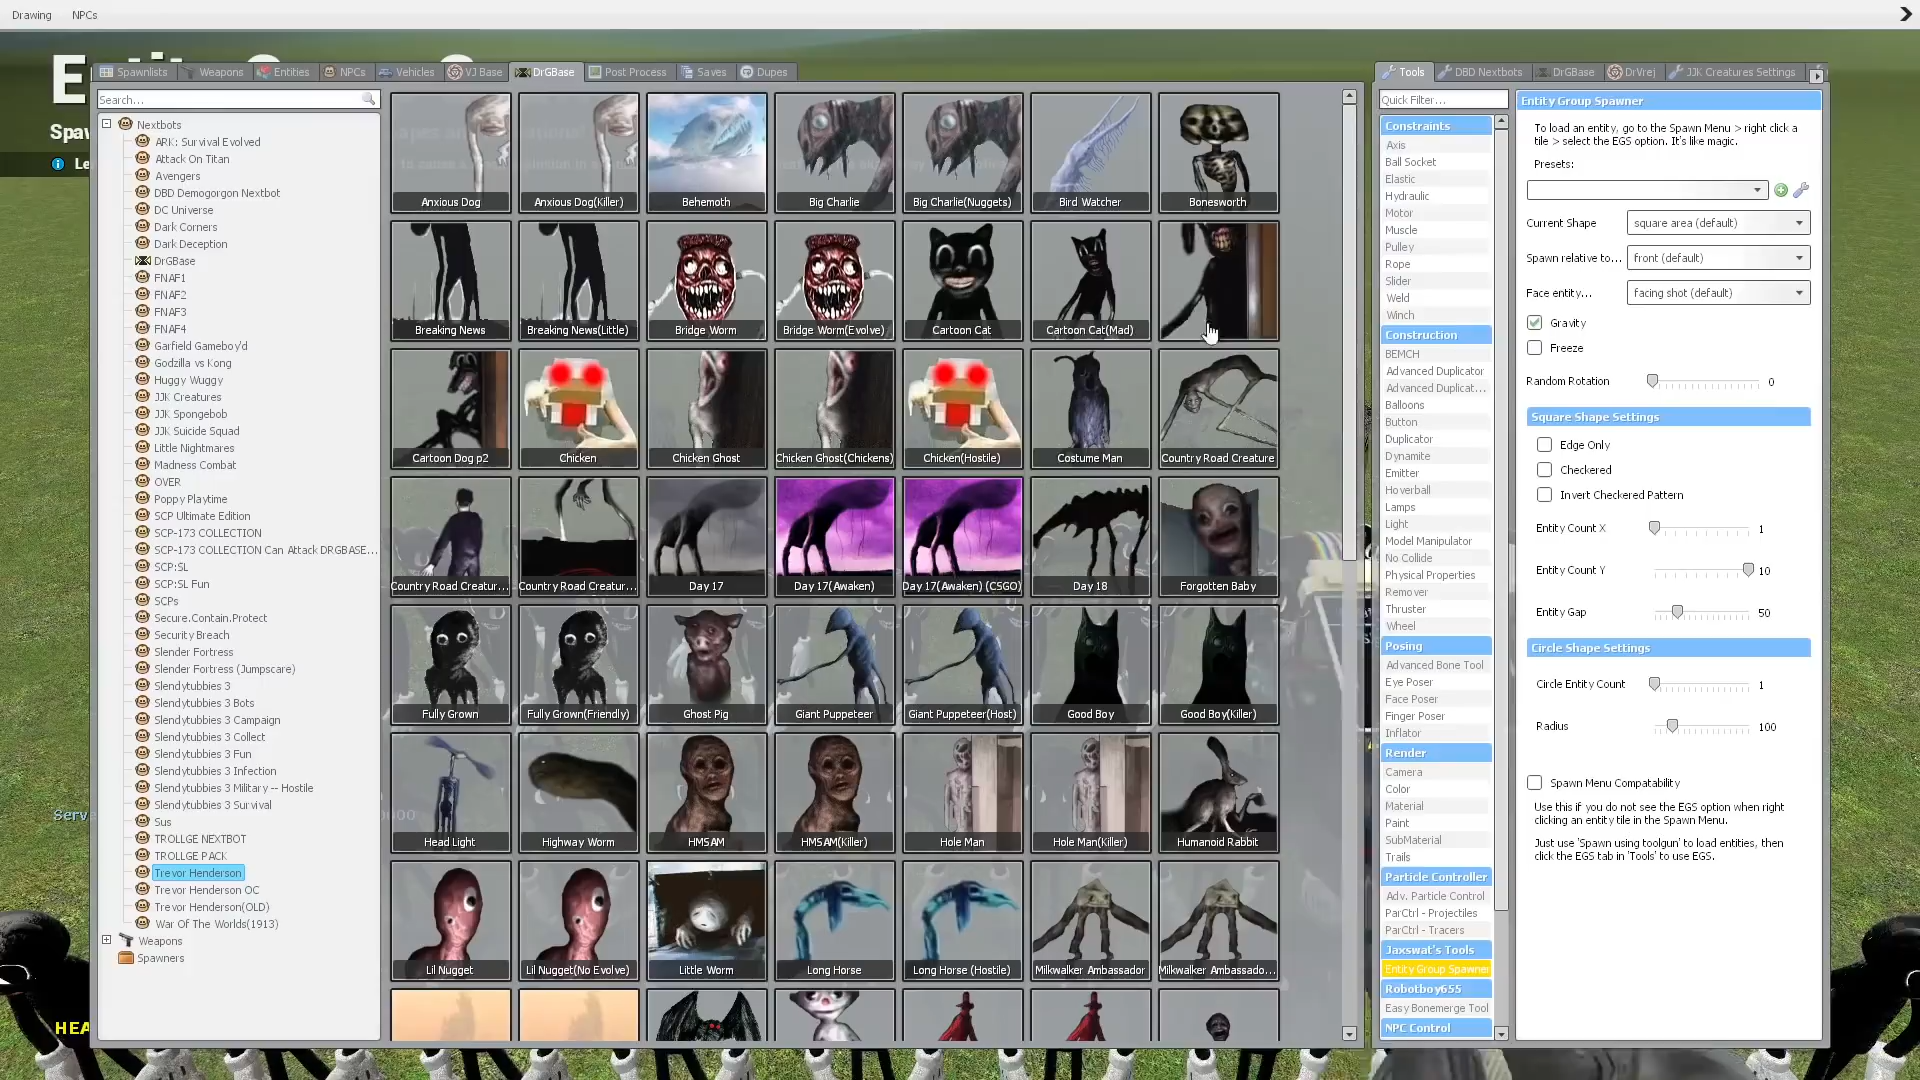 Drawing NPCs
Spawnlists Weapons Entities NPCs Vehicles VJ Base DrGBase Post Process Saves Dupes
Search...
Nextbots
ARK: Survival Evolved
Attack On Titan
Avengers
DBD Demogorgon Nextbot
DC Universe
Dark Corners
Dark Deception
DrGBase
FNAF1
FNAF2
FNAF3
FNAF4
Garfield Gameboy'd
Godzilla vs Kong
Huggy Wuggy
JJK Creatures
JJK Spongebob
JJK Suicide Squad
Little Nightmares
Madness Combat
OVER
Poppy Playtime
SCP Ultimate Edition
SCP-173 COLLECTION
SCP-173 COLLECTION Can Attack DRGBASE...
SCP:SL
SCP:SL Fun
SCPs
Secure.Contain.Protect
Security Breach
Slender Fortress
Slender Fortress (Jumpscare)
Slendytubbies 3
Slendytubbies 3 Bots
Slendytubbies 3 Campaign
Slendytubbies 3 Collect
Slendytubbies 3 Fun
Slendytubbies 3 Infection
Slendytubbies 3 Military -- Hostile
Slendytubbies 3 Survival
Sus
TROLLGE NEXTBOT
TROLLGE PACK
Trevor Henderson
Trevor Henderson OC
Trevor Henderson(OLD)
War Of The Worlds(1913)
Weapons
Spawners
Anxious Dog Anxious Dog(Killer) Behemoth Big Charlie Big Charlie(Nuggets) Bird Watcher Bonesworth
Breaking News Breaking News(Little) Bridge Worm Bridge Worm(Evolve) Cartoon Cat Cartoon Cat(Mad)
Cartoon Dog p2 Chicken Chicken Ghost Chicken Ghost(Chickens) Chicken(Hostile) Costume Man Country Road Creature
Country Road Creatur... Country Road Creatur... Day 17 Day 17(Awaken) Day 17(Awaken) (CSGO) Day 18 Forgotten Baby
Fully Grown Fully Grown(Friendly) Ghost Pig Giant Puppeteer Giant Puppeteer(Host) Good Boy Good Boy(Killer)
Head Light Highway Worm HMSAM HMSAM(Killer) Hole Man Hole Man(Killer) Humanoid Rabbit
Lil Nugget Lil Nugget(No Evolve) Little Worm Long Horse Long Horse (Hostile) Milkwalker Ambassador Milkwalker Ambassado...
Tools DBD Nextbots DrGBase DrVrej JJK Creatures Settings
Quick Filter...
Constraints
Axis
Ball Socket
Elastic
Hydraulic
Motor
Muscle
Pulley
Rope
Slider
Weld
Winch
Construction
BEMCH
Advanced Duplicator
Advanced Duplicat...
Balloons
Button
Duplicator
Dynamite
Emitter
Hoverball
Lamps
Light
Model Manipulator
No Collide
Physical Properties
Remover
Thruster
Wheel
Posing
Advanced Bone Tool
Eye Poser
Face Poser
Finger Poser
Inflator
Render
Camera
Color
Material
Paint
SubMaterial
Trails
Particle Controller
Adv. Particle Control
ParCtrl - Projectiles
ParCtrl - Tracers
Jaxswat's Tools
Entity Group Spawner
Robotboy655
Easy Bonemerge Tool
NPC Control
Entity Group Spawner
To load an entity, go to the Spawn Menu > right click a
tile > select the EGS option. It's like magic.
Presets:
Current Shape square area (default)
Spawn relative to... front (default)
Face entity... facing shot (default)
Gravity
Freeze
Random Rotation 0
Square Shape Settings
Edge Only
Checkered
Invert Checkered Pattern
Entity Count X 1
Entity Count Y 10
Entity Gap 50
Circle Shape Settings
Circle Entity Count 1
Radius 100
Spawn Menu Compatability
Use this if you do not see the EGS option when right
clicking an entity tile in the Spawn Menu.
Just use 'Spawn using toolgun' to load entities, then
click the EGS tab in 'Tools' to use EGS.
Spaw
Le
Serve
HEA